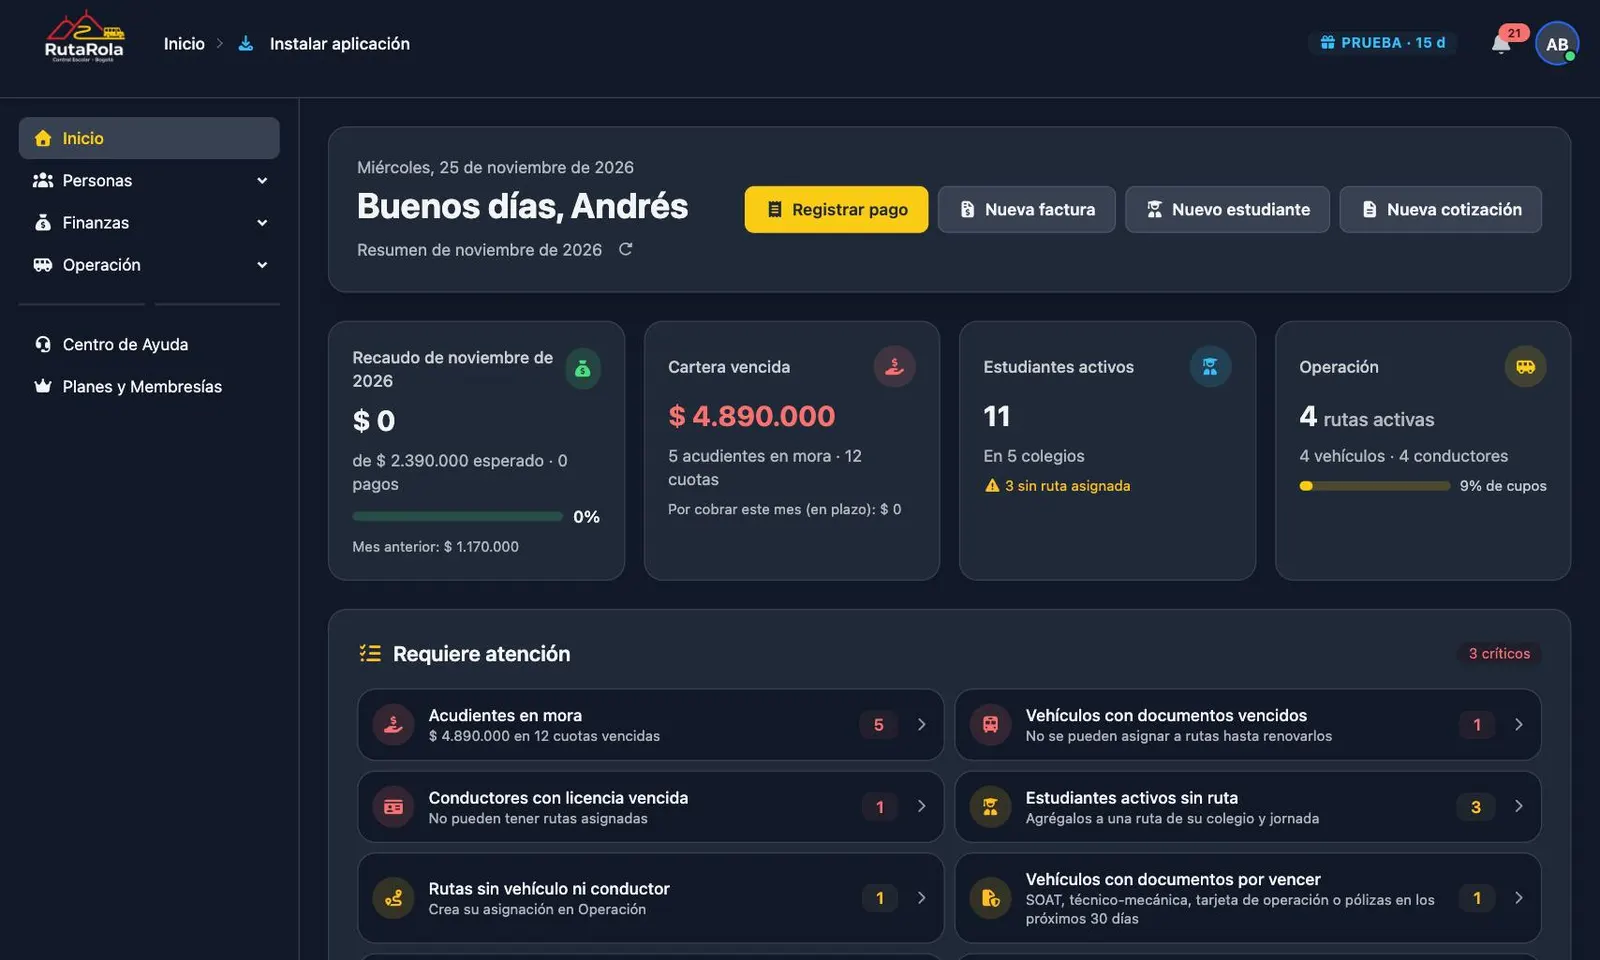 RutaRola
Control Escolar - Bogotá
Inicio
Instalar aplicación
PRUEBA · 15 d
21
AB
Inicio
Personas
Finanzas
Operación
Centro de Ayuda
Planes y Membresías
Miércoles, 25 de noviembre de 2026
Buenos días, Andrés
Resumen de noviembre de 2026
Registrar pago
Nueva factura
Nuevo estudiante
Nueva cotización
Recaudo de noviembre de
2026
$ 0
de $ 2.390.000 esperado · 0
pagos
0%
Mes anterior: $ 1.170.000
Cartera vencida
$ 4.890.000
5 acudientes en mora · 12
cuotas
Por cobrar este mes (en plazo): $ 0
Estudiantes activos
11
En 5 colegios
3 sin ruta asignada
Operación
4 rutas activas
4 vehículos · 4 conductores
9% de cupos
Requiere atención
3 críticos
Acudientes en mora
$ 4.890.000 en 12 cuotas vencidas
5
Vehículos con documentos vencidos
No se pueden asignar a rutas hasta renovarlos
1
Conductores con licencia vencida
No pueden tener rutas asignadas
1
Estudiantes activos sin ruta
Agrégalos a una ruta de su colegio y jornada
3
Rutas sin vehículo ni conductor
Crea su asignación en Operación
1
Vehículos con documentos por vencer
SOAT, técnico-mecánica, tarjeta de operación o pólizas en los
próximos 30 días
1